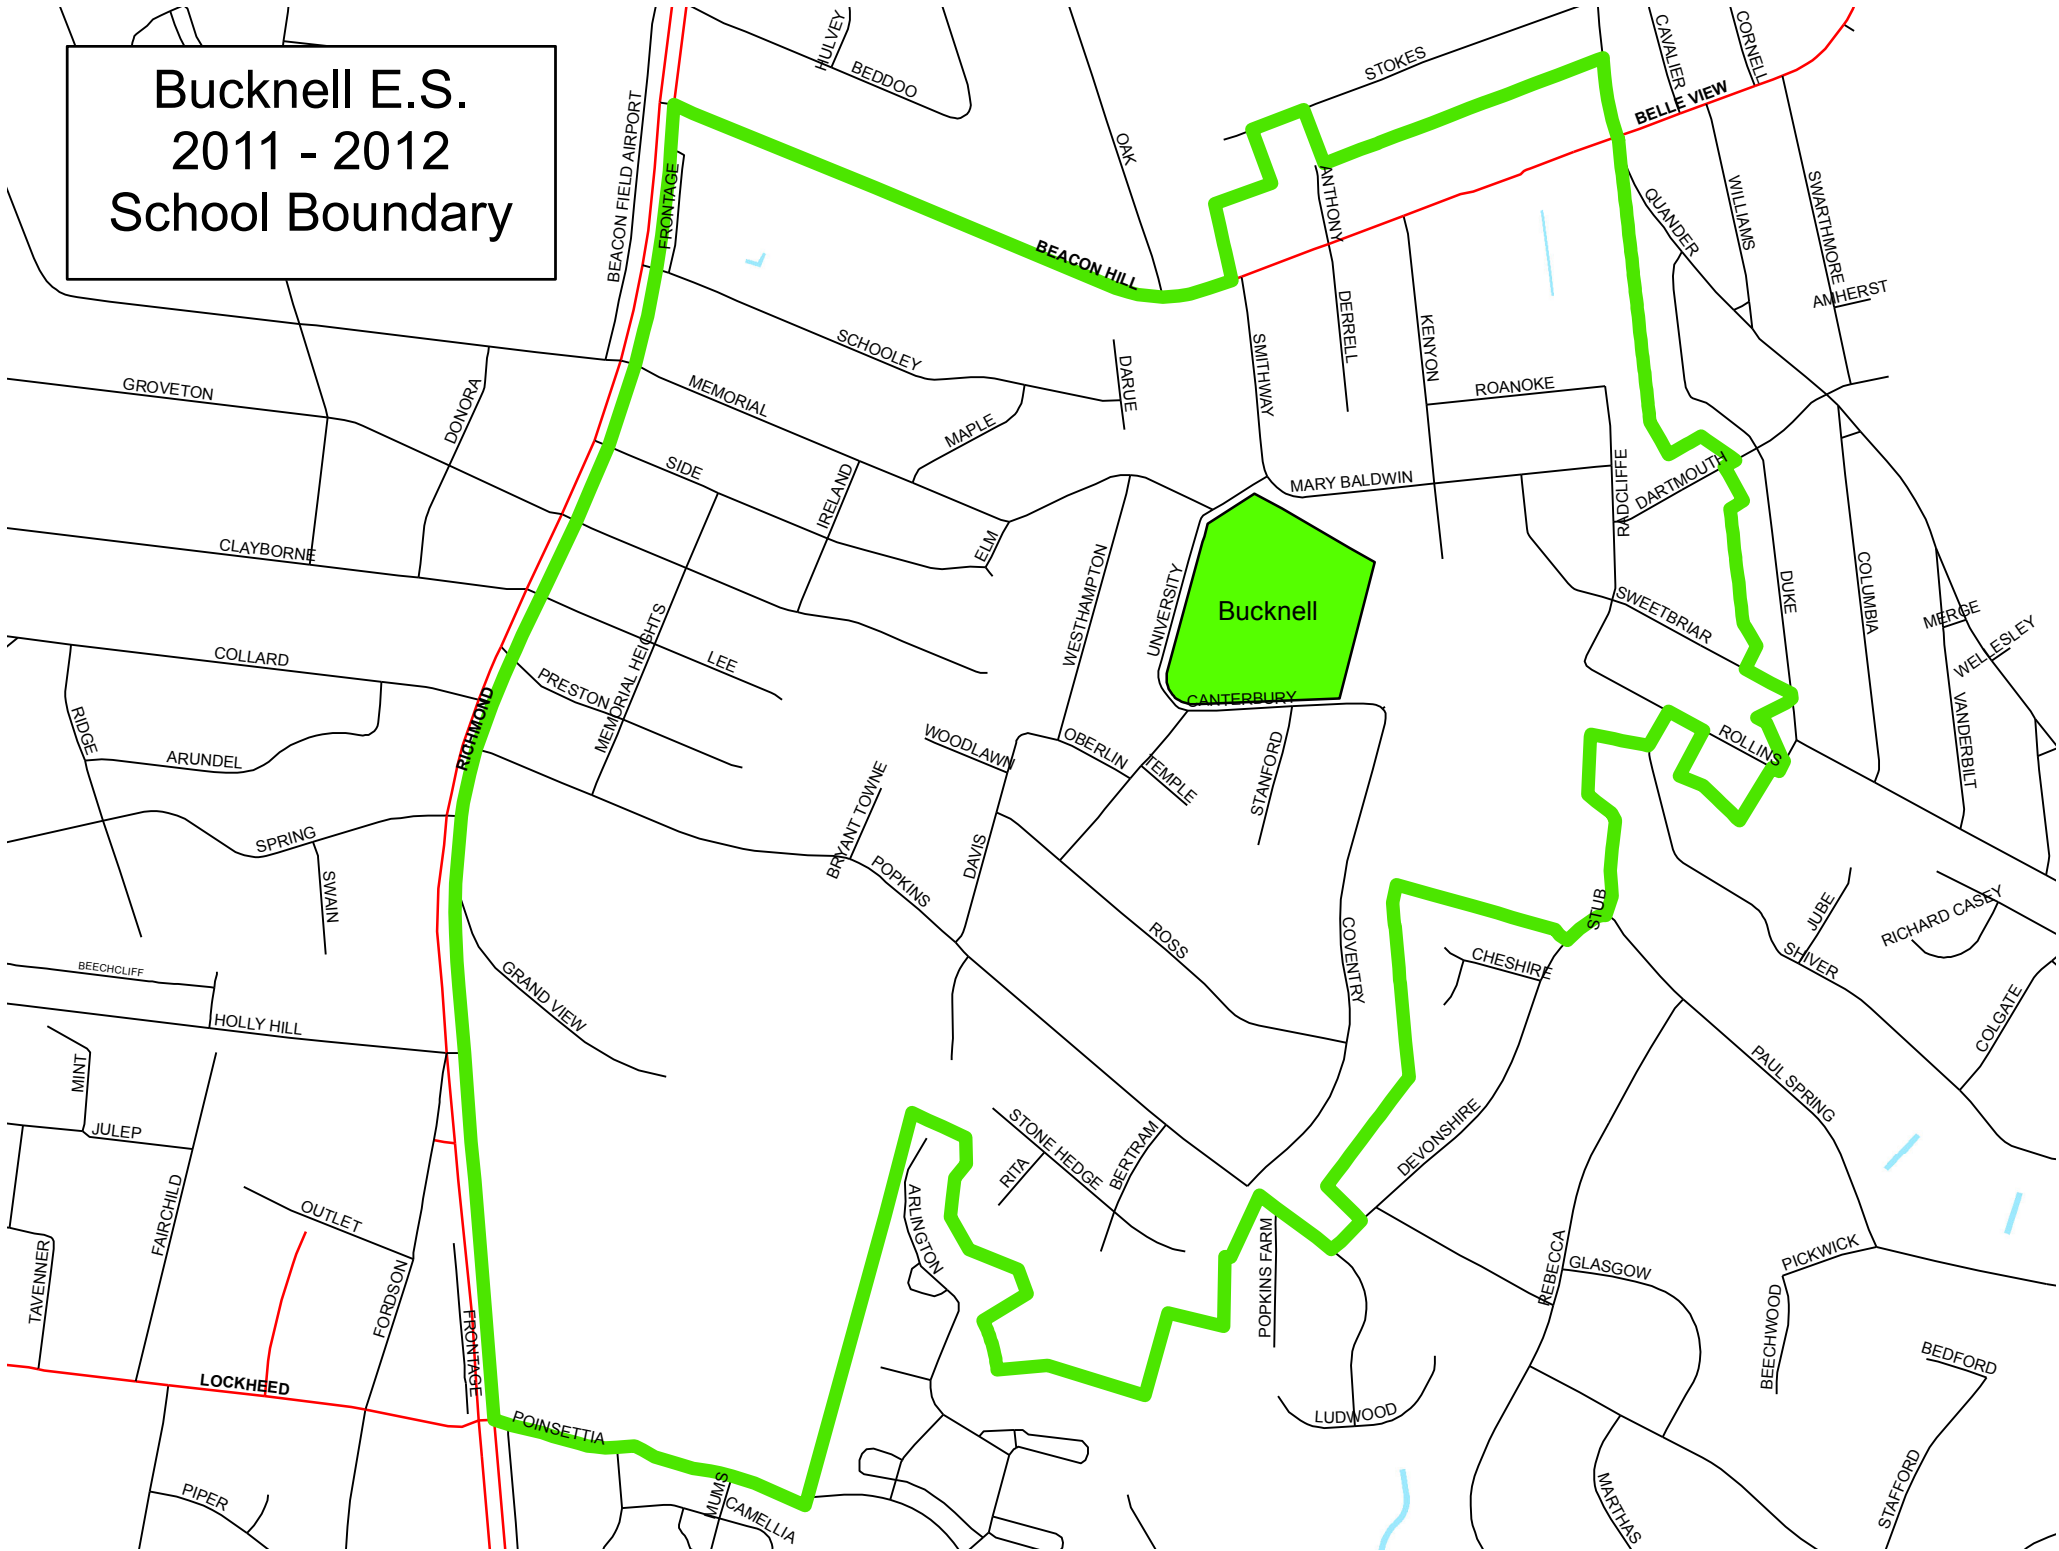 Bucknell E.S.
2011 - 2012
School Boundary
HULVEY
BEDDOO
STOKES
CAVALIER
CORNELL
BELLE VIEW
BEACON FIELD AIRPORT
OAK
FRONTAGE
ANTHONY
QUANDER
WILLIAMS
SWARTHMORE
BEACON HILL
AMHERST
DERRELL
SCHOOLEY
DARUE
SMITHWAY
KENYON
ROANOKE
GROVETON
DONORA
MEMORIAL
MAPLE
SIDE
IRELAND
MARY BALDWIN
RADCLIFFE
DARTMOUTH
CLAYBORNE
ELM
WESTHAMPTON
UNIVERSITY
Bucknell
SWEETBRIAR
DUKE
COLUMBIA
MERGE
WELLESLEY
COLLARD
MEMORIAL HEIGHTS
LEE
PRESTON
CANTERBURY
RICHMOND
RIDGE
ARUNDEL
WOODLAWN
OBERLIN
TEMPLE
STANFORD
ROLLINS
VANDERBILT
BRYANT TOWNE
SPRING
SWAIN
POPKINS
DAVIS
STUB
JUBE
RICHARD CASEY
ROSS
COVENTRY
CHESHIRE
SHIVER
BEECHCLIFF
GRAND VIEW
HOLLY HILL
COLGATE
MINT
PAUL SPRING
JULEP
STONE HEDGE
RITA
BERTRAM
DEVONSHIRE
FAIRCHILD
OUTLET
ARLINGTON
POPKINS FARM
REBECCA
GLASGOW
PICKWICK
TAVENNER
FORDSON
FRONTAGE
BEECHWOOD
BEDFORD
LOCKHEED
POINSETTIA
LUDWOOD
PIPER
MUMS
CAMELLIA
MARTHAS
STAFFORD